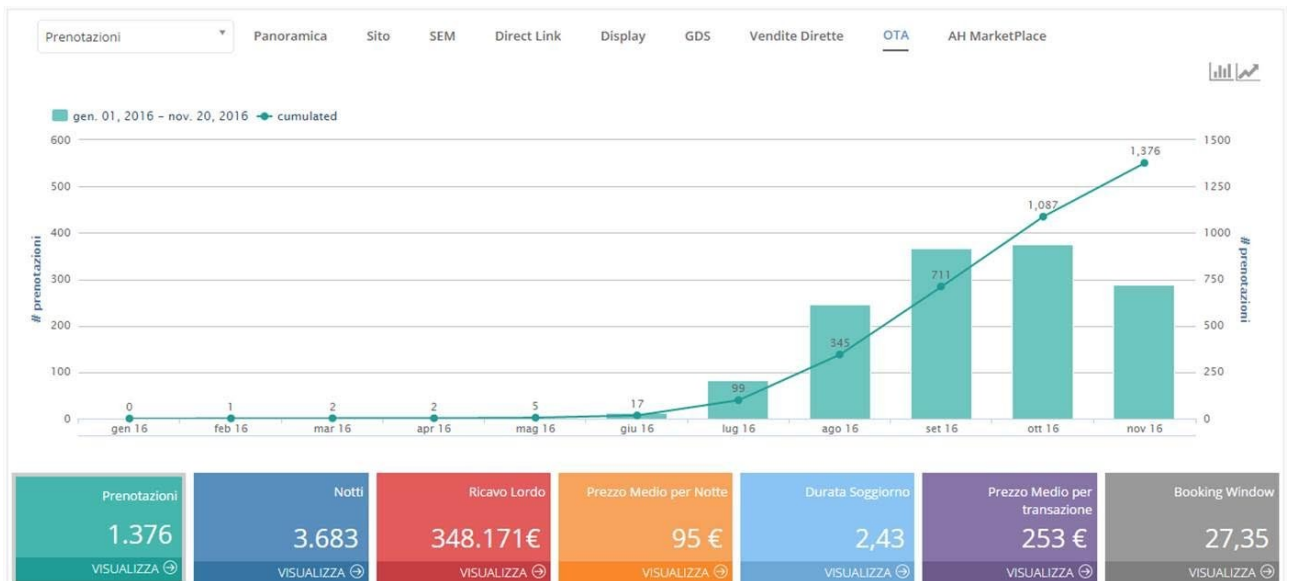 Prenotazioni
Panoramica Sito SEM Direct Link Display GDS Vendite Dirette OTA AH MarketPlace
gen. 01, 2016 - nov. 20, 2016 cumulated
600 1500
1,376
500 1250
1,087
400 1000
# prenotazioni # prenotazioni
300 750
711
200 500
345
100 250
99
0 1 2 2 5 17
0 0
gen 16 feb 16 mar 16 apr 16 mag 16 giu 16 lug 16 ago 16 set 16 ott 16 nov 16
Prenotazioni
1.376
VISUALIZZA
Notti
3.683
VISUALIZZA
Ricavo Lordo
348.171€
VISUALIZZA
Prezzo Medio per Notte
95 €
VISUALIZZA
Durata Soggiorno
2,43
VISUALIZZA
Prezzo Medio per
transazione
253 €
VISUALIZZA
Booking Window
27,35
VISUALIZZA